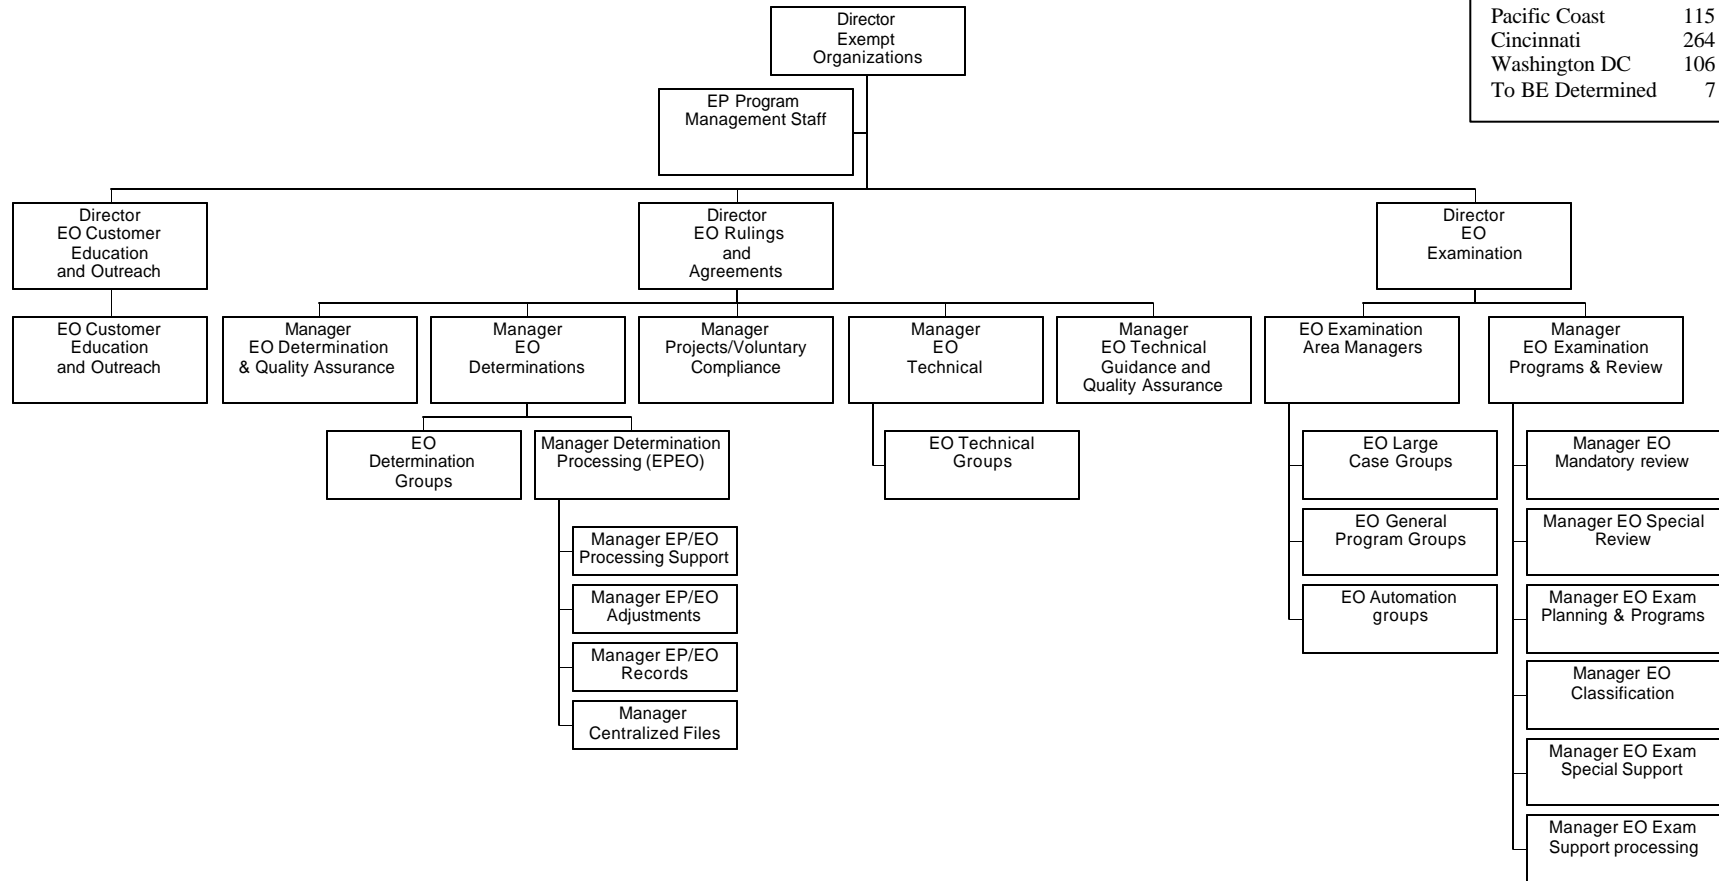 Director
Exempt
Organizations
Pacific Coast 115
Cincinnati 264
Washington DC 106
To BE Determined 7
EP Program
Management Staff
Director
EO Customer
Education
and Outreach
Director
EO Rulings
and
Agreements
Director
EO
Examination
EO Customer
Education
and Outreach
Manager
EO Determination
& Quality Assurance
Manager
EO
Determinations
Manager
Projects/Voluntary
Compliance
Manager
EO
Technical
Manager
EO Technical
Guidance and
Quality Assurance
EO Examination
Area Managers
Manager
EO Examination
Programs & Review
EO
Determination
Groups
Manager Determination
Processing (EPEO)
Manager EP/EO
Processing Support
Manager EP/EO
Adjustments
Manager EP/EO
Records
Manager
Centralized Files
EO Technical
Groups
EO Large
Case Groups
EO General
Program Groups
EO Automation
groups
Manager EO
Mandatory review
Manager EO Special
Review
Manager EO Exam
Planning & Programs
Manager EO
Classification
Manager EO Exam
Special Support
Manager EO Exam
Support processing